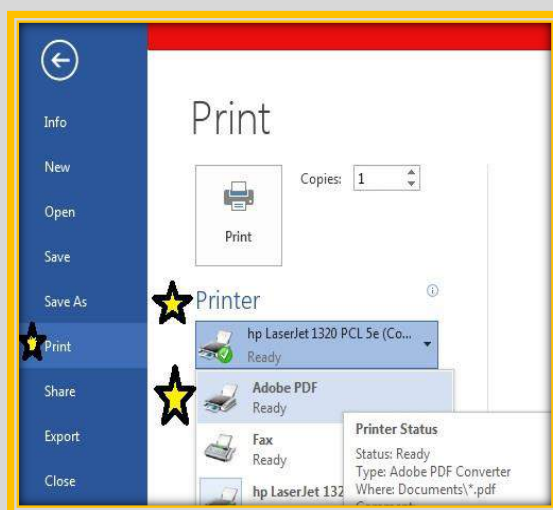 Info
New
Open
Save
Save As
Print
Share
Export
Close
Print
Copies: 1
Print
Printer
hp LaserJet 1320 PCL 5e (Co...
Ready
Adobe PDF
Ready
Fax
Ready
hp LaserJet 132
Printer Status
Status: Ready
Type: Adobe PDF Converter
Where: Documents\*.pdf